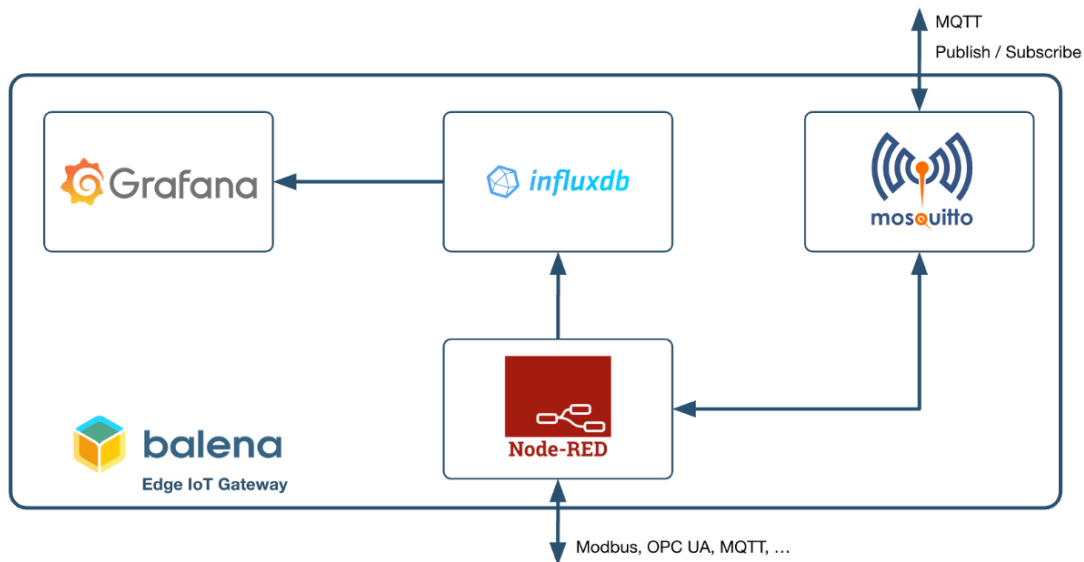 MQTT
Publish / Subscribe
Grafana
influxdb
mosquitto
Node-RED
balena
Edge IoT Gateway
Modbus, OPC UA, MQTT, ...